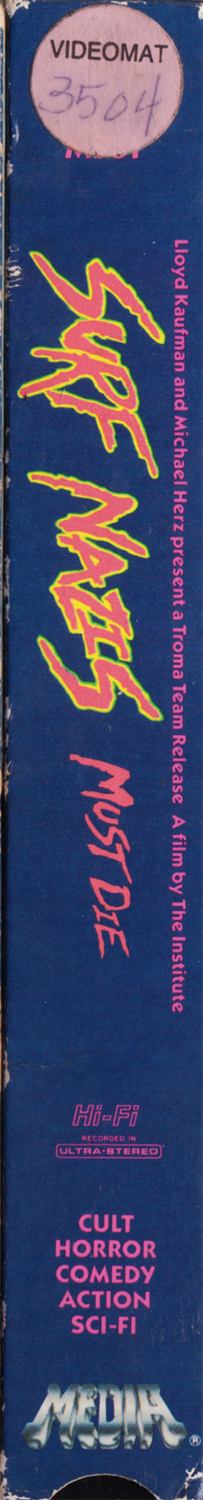 VIDEOMAT
3504
Lloyd Kaufman and Michael Herz present a Troma Team Release A film by The Institute
SURF NAZIS
MUST DIE
Hi-Fi
RECORDED IN
ULTRA-STEREO
CULT
HORROR
COMEDY
ACTION
SCI-FI
MEDIA®